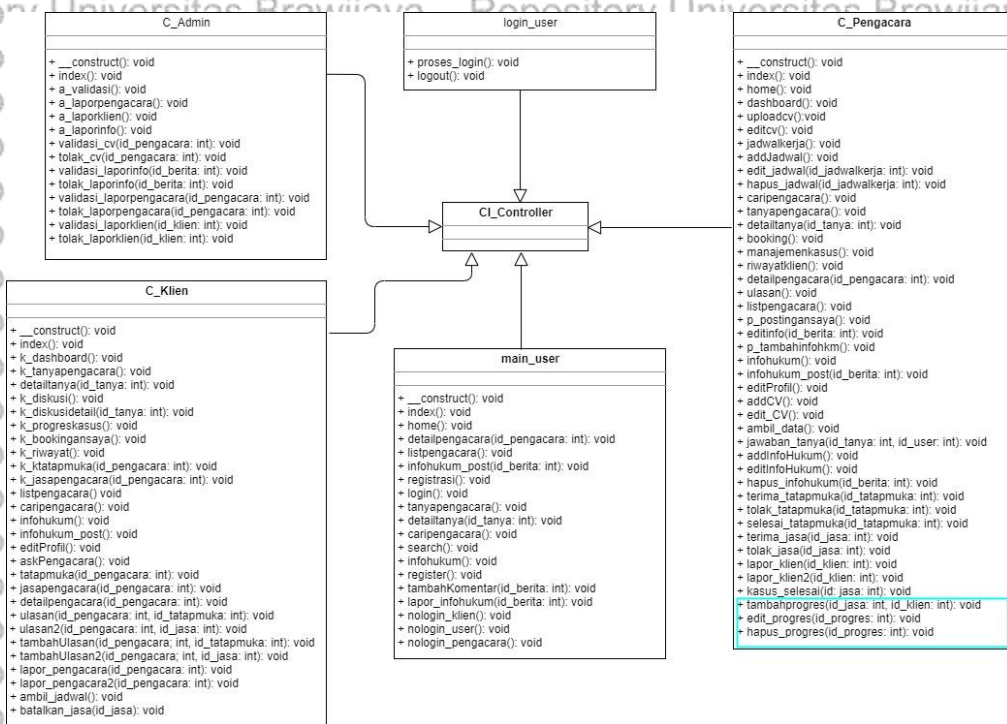 Repository Universitas Brawijaya
C_Admin
+ __construct(): void
+ index(): void
+ a_validasi(): void
+ a_laporpengacara(): void
+ a_laporklien(): void
+ a_laporinfo(): void
+ validasi_cv(id_pengacara: int): void
+ tolak_cv(id_pengacara: int): void
+ validasi_laporinfo(id_berita: int): void
+ tolak_laporinfo(id_berita: int): void
+ validasi_laporpengacara(id_pengacara: int): void
+ tolak_laporpengacara(id_pengacara: int): void
+ validasi_laporklien(id_klien: int): void
+ tolak_laporklien(id_klien: int): void
login_user
+ proses_login(): void
+ logout(): void
C_Pengacara
+ __construct(): void
+ index(): void
+ home(): void
+ dashboard(): void
+ uploadcv():void
+ editcv(): void
+ jadwalkerja(): void
+ addJadwal(): void
+ edit_jadwal(id_jadwalkerja: int): void
+ hapus_jadwal(id_jadwalkerja: int): void
+ caripengacara(): void
+ tanyapengacara(): void
+ detailtanya(id_tanya: int): void
+ booking(): void
+ manajemenkasus(): void
+ riwayatklien(): void
+ detailpengacara(id_pengacara: int): void
+ ulasan(): void
+ listpengacara(): void
+ p_postingansaya(): void
+ editinfo(id_berita: int): void
+ p_tambahinfohkm(): void
+ infohukum(): void
+ infohukum_post(id_berita: int): void
+ editProfil(): void
+ addCV(): void
+ edit_CV(): void
+ ambil_data(): void
+ jawaban_tanya(id_tanya: int, id_user: int): void
+ addInfoHukum(): void
+ editInfoHukum(): void
+ hapus_infohukum(id_berita: int): void
+ terima_tatapmuka(id_tatapmuka: int): void
+ tolak_tatapmuka(id_tatapmuka: int): void
+ selesai_tatapmuka(id_tatapmuka: int): void
+ terima_jasa(id_jasa: int): void
+ tolak_jasa(id_jasa: int): void
+ lapor_klien(id_klien: int): void
+ lapor_klien2(id_klien: int): void
+ kasus_selesai(id: jasa: int): void
+ tambahprogres(id_jasa: int, id_klien: int): void
+ edit_progres(id_progres: int): void
+ hapus_progres(id_progres: int): void
CI_Controller
C_Klien
+ __construct(): void
+ index(): void
+ k_dashboard(): void
+ k_tanyapengacara(): void
+ detailtanya(id_tanya: int): void
+ k_diskusi(): void
+ k_diskusidetail(id_tanya: int): void
+ k_progreskasus(): void
+ k_bookingansaya(): void
+ k_riwayat(): void
+ k_ktatapmuka(id_pengacara: int): void
+ k_jasapengacara(id_pengacara: int): void
+ listpengacara() void
+ caripengacara(): void
+ infohukum(): void
+ infohukum_post(): void
+ editProfil(): void
+ askPengacara(): void
+ tatapmuka(id_pengacara: int): void
+ jasapengacara(id_pengacara: int): void
+ detailpengacara(id_pengacara: int): void
+ ulasan(id_pengacara: int, id_tatapmuka: int): void
+ ulasan2(id_pengacara: int, id_jasa: int): void
+ tambahUlasan(id_pengacara; int, id_tatapmuka: int): void
+ tambahUlasan2(id_pengacara; int, id_jasa: int): void
+ lapor_pengacara(id_pengacara: int): void
+ lapor_pengacara2(id_pengacara: int): void
+ ambil_jadwal(): void
+ batalkan_jasa(id_jasa): void
main_user
+ __construct(): void
+ index(): void
+ home(): void
+ detailpengacara(id_pengacara: int): void
+ listpengacara(): void
+ infohukum_post(id_berita: int): void
+ registrasi(): void
+ login(): void
+ tanyapengacara(): void
+ detailtanya(id_tanya: int): void
+ caripengacara(): void
+ search(): void
+ infohukum(): void
+ register(): void
+ tambahKomentar(id_berita: int): void
+ lapor_infohukum(id_berita: int): void
+ nologin_klien(): void
+ nologin_user(): void
+ nologin_pengacara(): void